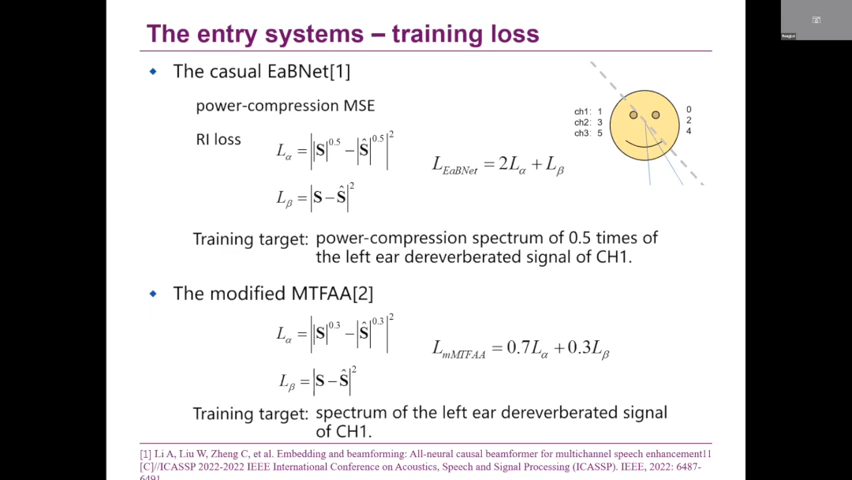 The entry systems – training loss
The casual EaBNet[1]
power-compression MSE
RI loss
L_α = ||S|^0.5 − |Ŝ|^0.5|^2
L_EaBNet = 2L_α + L_β
L_β = |S − Ŝ|^2
ch1: 1 0
ch2: 3 2
ch3: 5 4
Training target: power-compression spectrum of 0.5 times of
the left ear dereverberated signal of CH1.
The modified MTFAA[2]
L_α = ||S|^0.3 − |Ŝ|^0.3|^2
L_mMTFAA = 0.7L_α + 0.3L_β
L_β = |S − Ŝ|^2
Training target: spectrum of the left ear dereverberated signal
of CH1.
[1] Li A, Liu W, Zheng C, et al. Embedding and beamforming: All-neural causal beamformer for multichannel speech enhancement11
[C]//ICASSP 2022-2022 IEEE International Conference on Acoustics, Speech and Signal Processing (ICASSP). IEEE, 2022: 6487-
6491